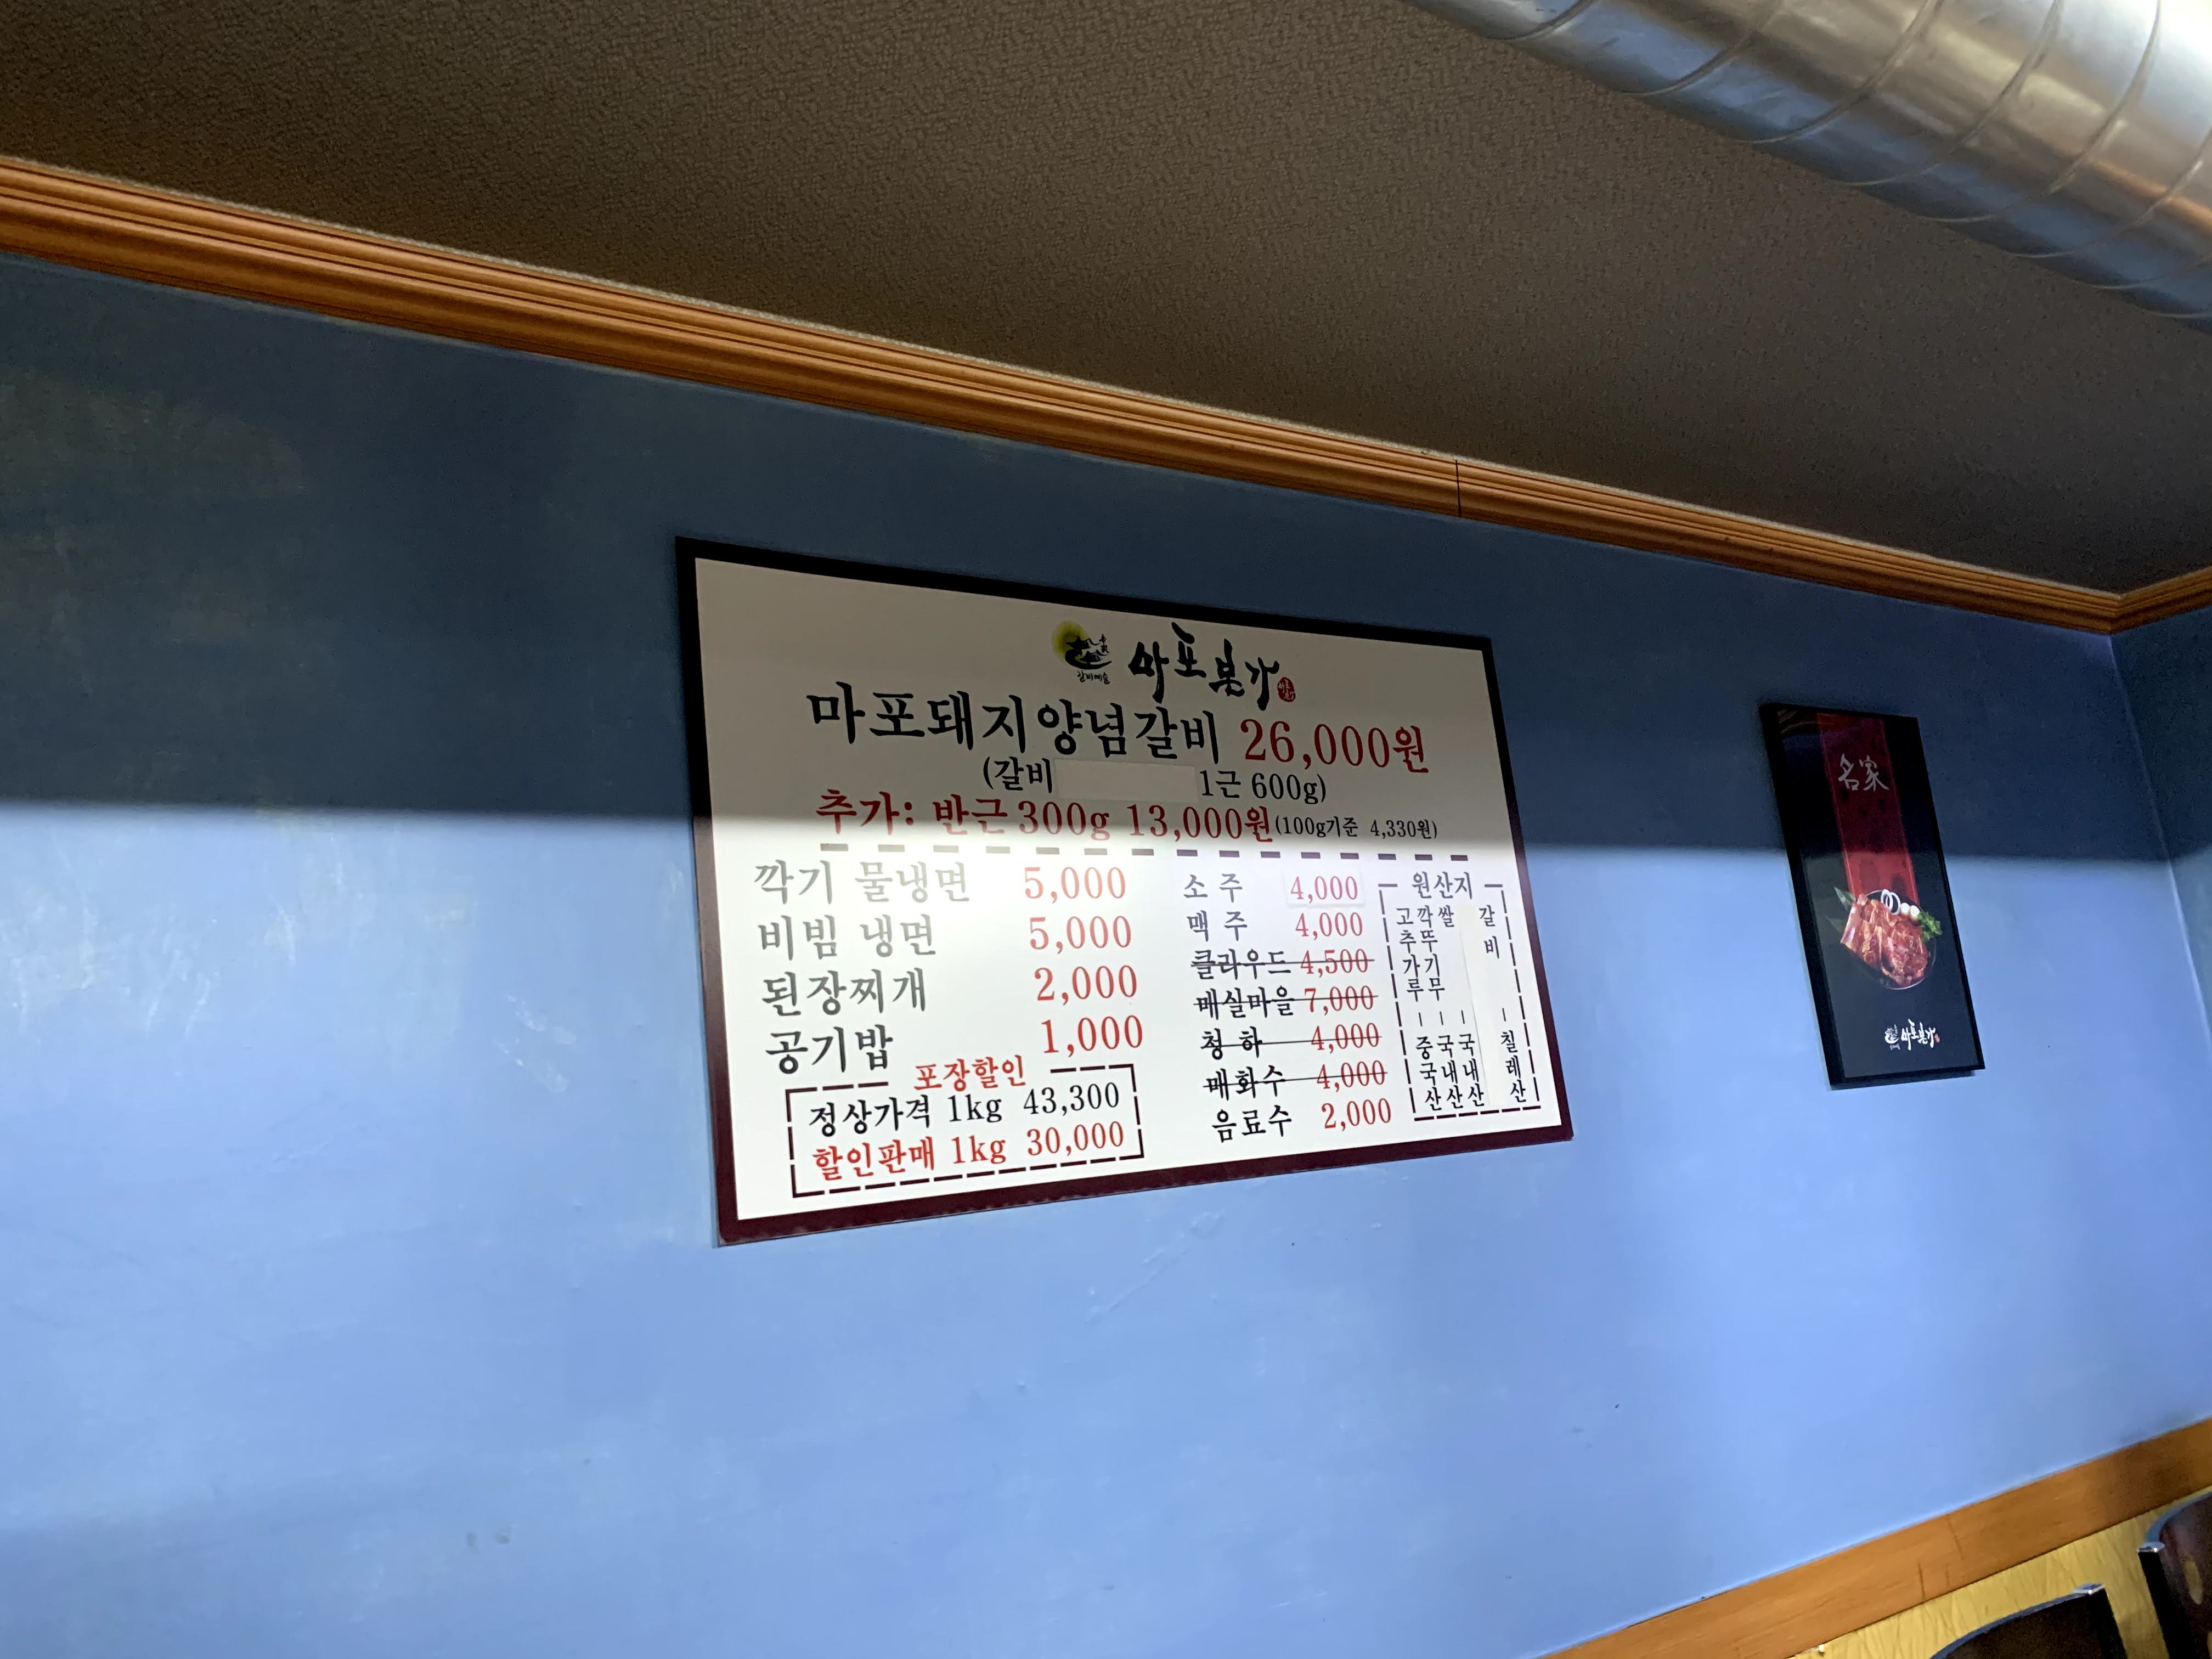 갈비예술 마포본가
마포돼지양념갈비 26,000원
(갈비 1근 600g)
추가: 반근 300g 13,000원(100g기준 4,330원)
깍기 물냉면 5,000
비빔 냉면 5,000
된장찌개 2,000
공기밥 1,000
포장할인
정상가격 1kg 43,300
할인판매 1kg 30,000
소주 4,000
맥주 4,000
클라우드 4,500
매실마을 7,000
청하 4,000
매화수 4,000
음료수 2,000
원산지
갈비 - 칠레산
쌀 - 국내산
깍뚜기무 - 국내산
고추가루 - 중국산
名家
마포본가